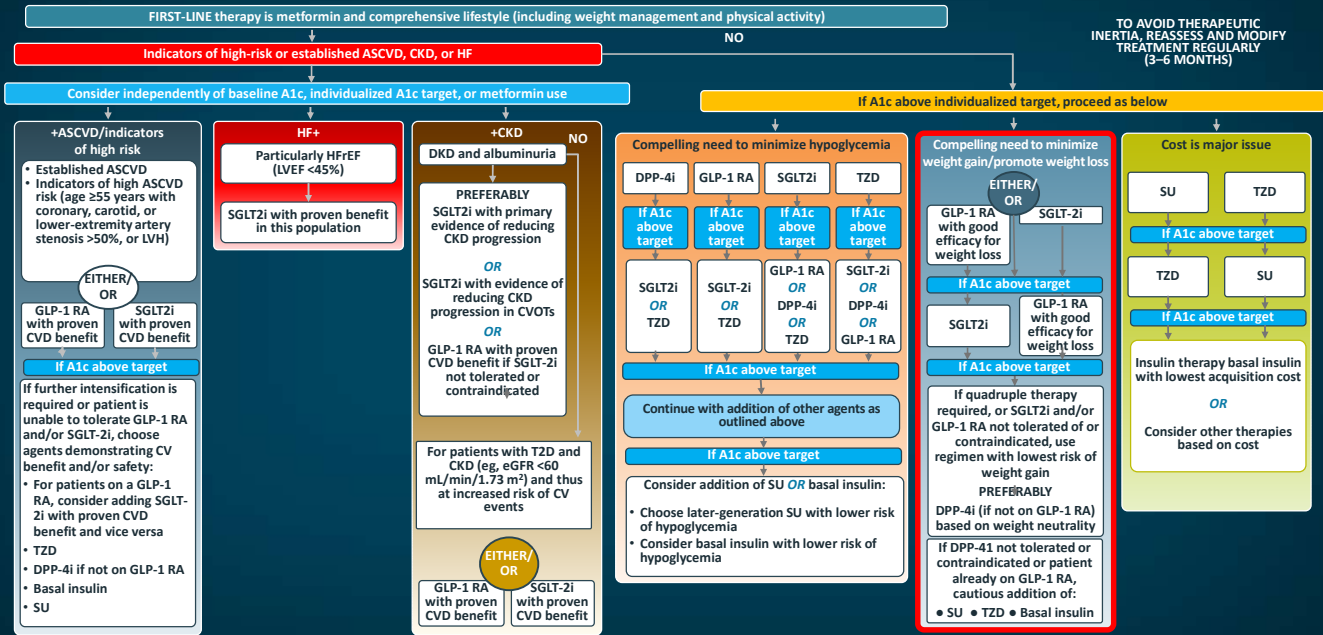 FIRST-LINE therapy is metformin and comprehensive lifestyle (including weight management and physical activity)
TO AVOID THERAPEUTIC
INERTIA, REASSESS AND MODIFY
TREATMENT REGULARLY
(3–6 MONTHS)
NO
Indicators of high-risk or established ASCVD, CKD, or HF
Consider independently of baseline A1c, individualized A1c target, or metformin use
If A1c above individualized target, proceed as below
+ASCVD/indicators
of high risk
• Established ASCVD
• Indicators of high ASCVD
risk (age ≥55 years with
coronary, carotid, or
lower-extremity artery
stenosis >50%, or LVH)
EITHER/
OR
GLP-1 RA
with proven
CVD benefit
SGLT2i
with proven
CVD benefit
If A1c above target
If further intensification is
required or patient is
unable to tolerate GLP-1 RA
and/or SGLT-2i, choose
agents demonstrating CV
benefit and/or safety:
• For patients on a GLP-1
RA, consider adding SGLT-
2i with proven CVD
benefit and vice versa
• TZD
• DPP-4i if not on GLP-1 RA
• Basal insulin
• SU
HF+
Particularly HFrEF
(LVEF <45%)
SGLT2i with proven benefit
in this population
+CKD
NO
DKD and albuminuria
PREFERABLY
SGLT2i with primary
evidence of reducing
CKD progression
OR
SGLT2i with evidence of
reducing CKD
progression in CVOTs
OR
GLP-1 RA with proven
CVD benefit if SGLT-2i
not tolerated or
contraindicated
For patients with T2D and
CKD (eg, eGFR <60
mL/min/1.73 m²) and thus
at increased risk of CV
events
EITHER/
OR
GLP-1 RA
with proven
CVD benefit
SGLT-2i
with proven
CVD benefit
Compelling need to minimize hypoglycemia
DPP-4i
GLP-1 RA
SGLT2i
TZD
If A1c
above
target
If A1c
above
target
If A1c
above
target
If A1c
above
target
SGLT2i
OR
TZD
SGLT-2i
OR
TZD
GLP-1 RA
OR
DPP-4i
OR
TZD
SGLT-2i
OR
DPP-4i
OR
GLP-1 RA
If A1c above target
Continue with addition of other agents as
outlined above
If A1c above target
Consider addition of SU OR basal insulin:
• Choose later-generation SU with lower risk
of hypoglycemia
• Consider basal insulin with lower risk of
hypoglycemia
Compelling need to minimize
weight gain/promote weight loss
EITHER/
OR
GLP-1 RA
with good
efficacy for
weight loss
SGLT-2i
If A1c above target
SGLT2i
GLP-1 RA
with good
efficacy for
weight loss
If A1c above target
If quadruple therapy
required, or SGLT2i and/or
GLP-1 RA not tolerated of or
contraindicated, use
regimen with lowest risk of
weight gain
PREFERABLY
DPP-4i (if not on GLP-1 RA)
based on weight neutrality
If DPP-41 not tolerated or
contraindicated or patient
already on GLP-1 RA,
cautious addition of:
• SU • TZD • Basal insulin
Cost is major issue
SU
TZD
If A1c above target
TZD
SU
If A1c above target
Insulin therapy basal insulin
with lowest acquisition cost
OR
Consider other therapies
based on cost